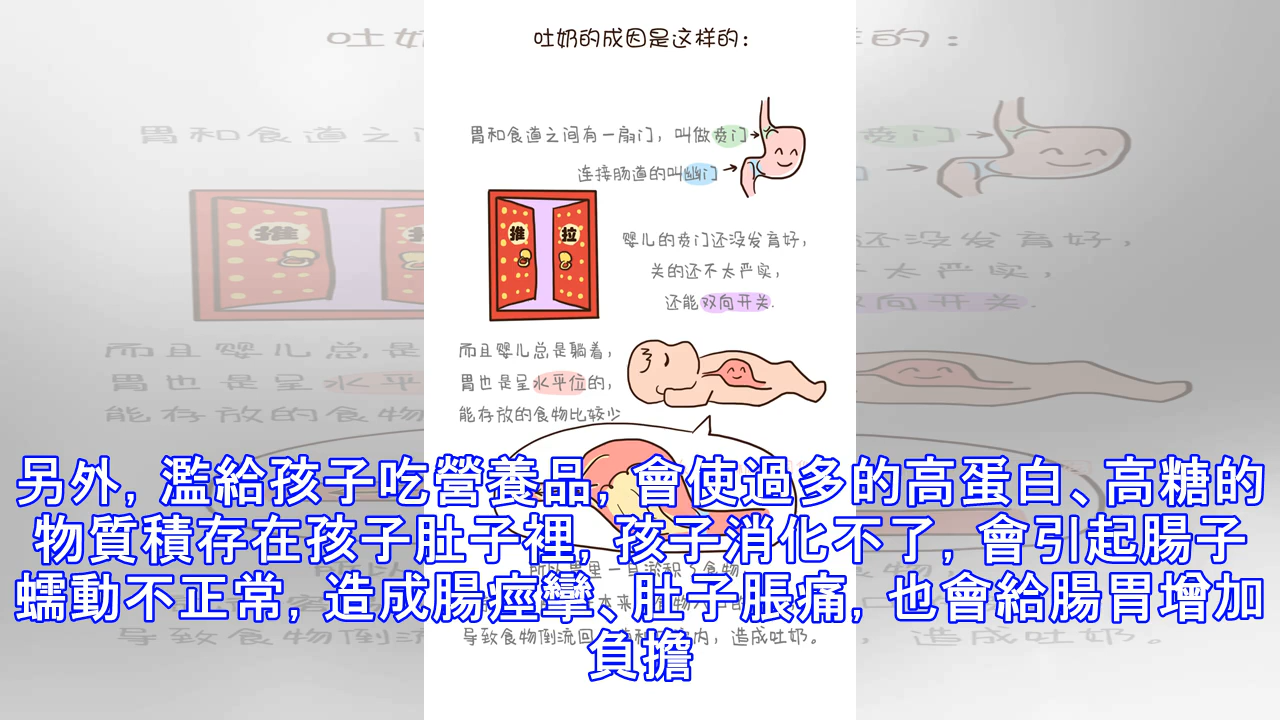 吐奶的成因是这样的：
胃和食道之间有一扇门，叫做贲门
连接肠道的叫幽门
推 拉
婴儿的贲门还没发育好，
关的还不太严实，
还能双向开关.
而且婴儿总是躺着，
胃也是呈水平位的，
能存放的食物比较少
另外, 濫給孩子吃營養品, 會使過多的高蛋白、高糖的
物質積存在孩子肚子裡, 孩子消化不了, 會引起腸子
蠕動不正常, 造成腸痙攣、肚子脹痛, 也會給腸胃增加
負擔
导致食物倒流回
内，造成吐奶。